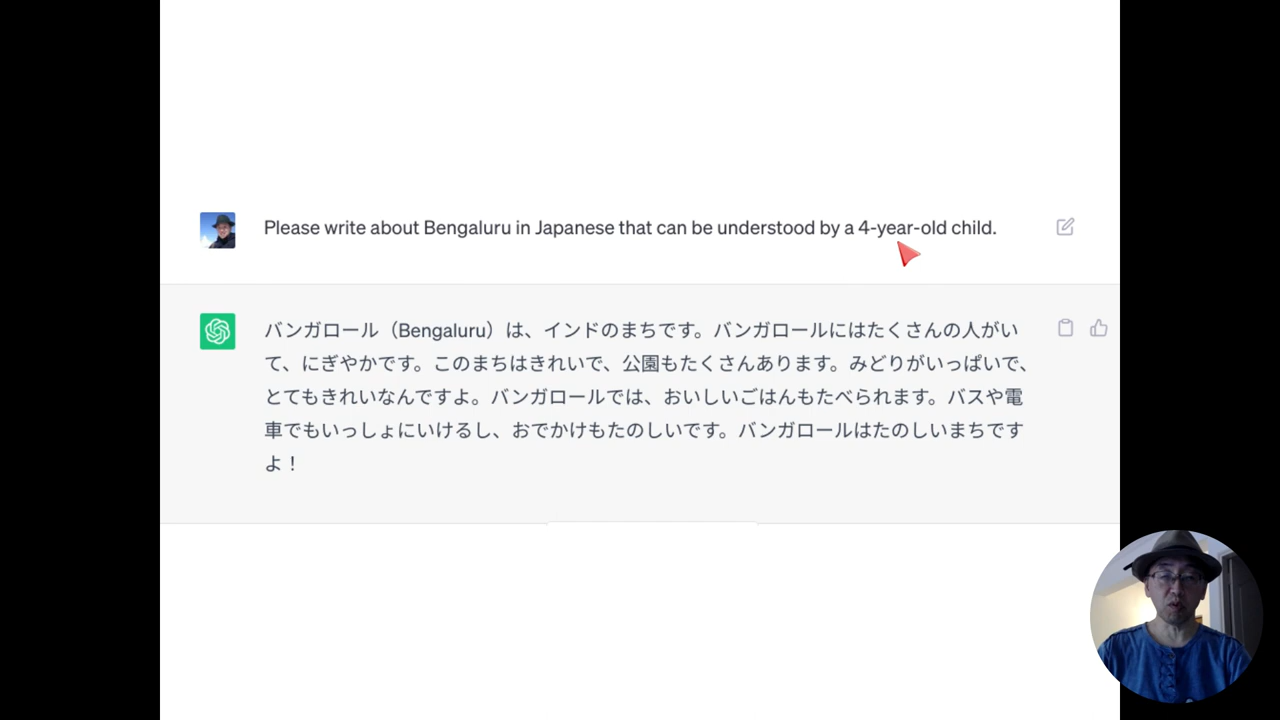 Please write about Bengaluru in Japanese that can be understood by a 4-year-old child.
バンガロール（Bengaluru）は、インドのまちです。バンガロールにはたくさんの人がい
て、にぎやかです。このまちはきれいで、公園もたくさんあります。みどりがいっぱいで、
とてもきれいなんですよ。バンガロールでは、おいしいごはんもたべられます。バスや電
車でもいっしょにいけるし、おでかけもたのしいです。バンガロールはたのしいまちです
よ！